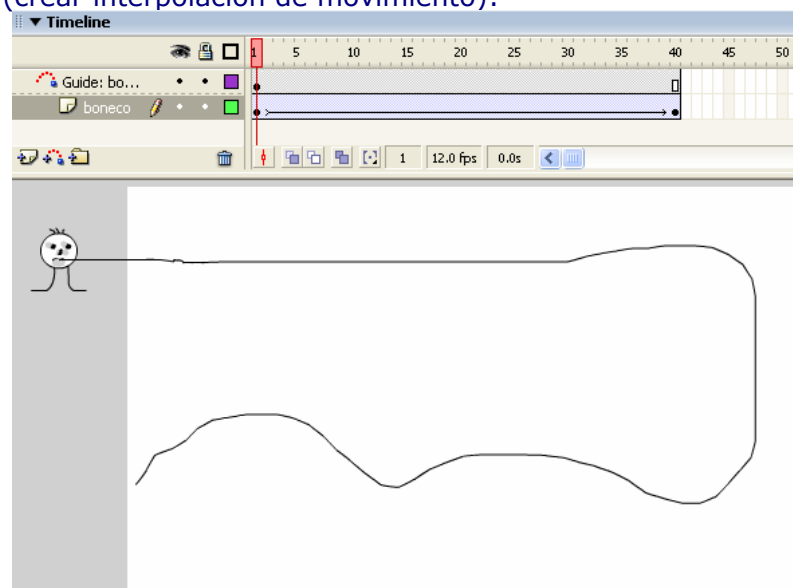 (crear interpolación de movimiento):
▼ Timeline
1 5 10 15 20 25 30 35 40 45 50
Guide: bo...
boneco
1 12.0 fps 0.0s